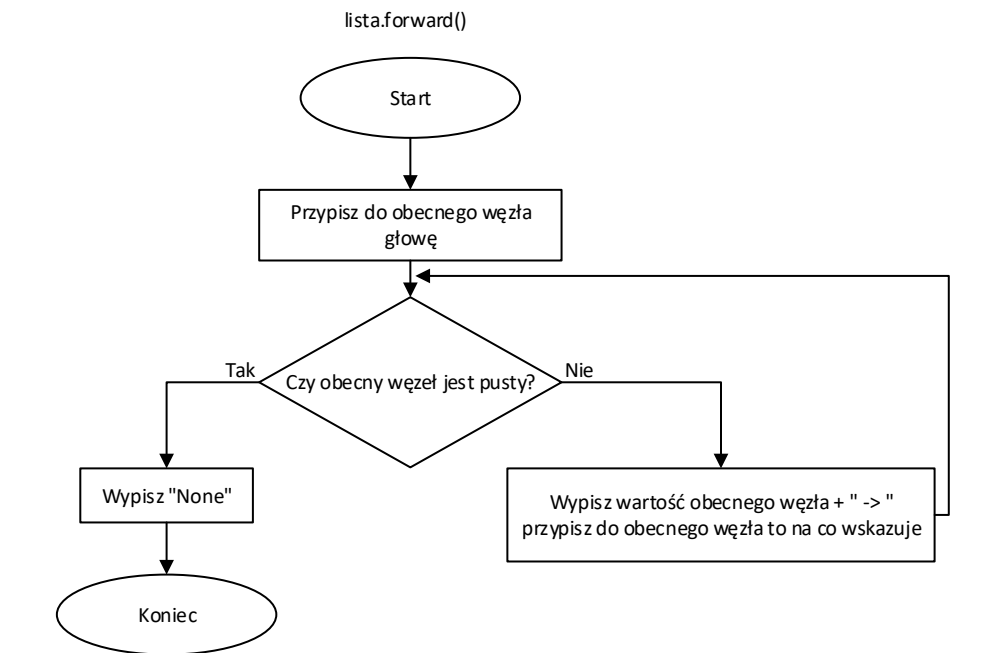 lista.forward()
Start
Przypisz do obecnego węzła
głowę
Tak
Czy obecny węzeł jest pusty?
Nie
Wypisz "None"
Wypisz wartość obecnego węzła + " -> "
przypisz do obecnego węzła to na co wskazuje
Koniec